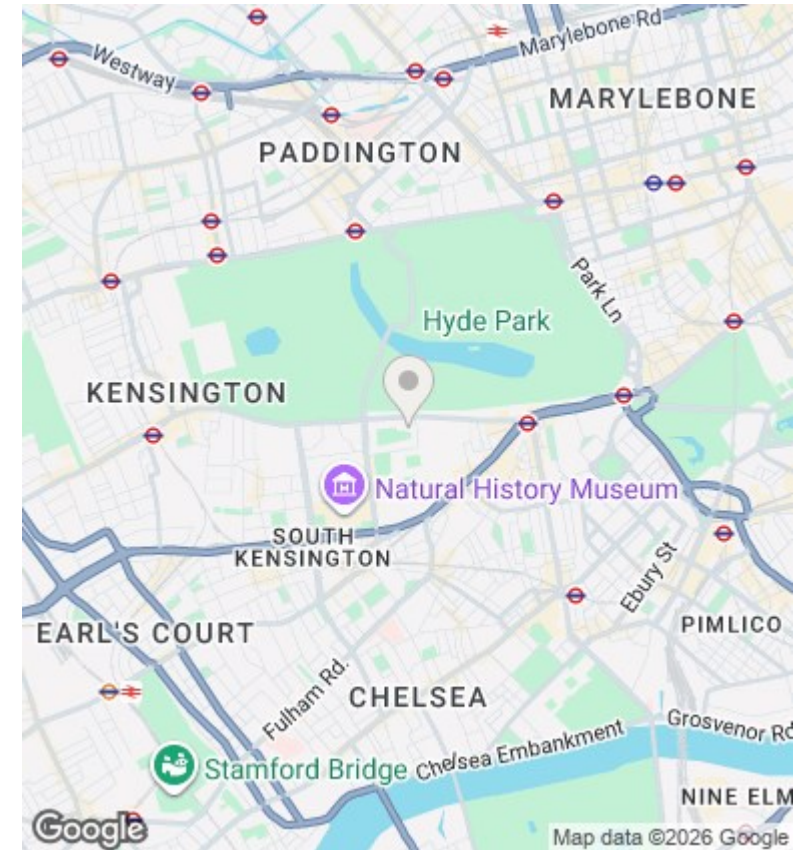 Marylebone Rd
Westway
MARYLEBONE
PADDINGTON
Park Ln
Hyde Park
KENSINGTON
Natural History Museum
SOUTH
KENSINGTON
Ebury St
EARL'S COURT
PIMLICO
Fulham Rd.
CHELSEA
Grosvenor Rd
Chelsea Embankment
Stamford Bridge
NINE ELM
Google
Map data ©2026 Google